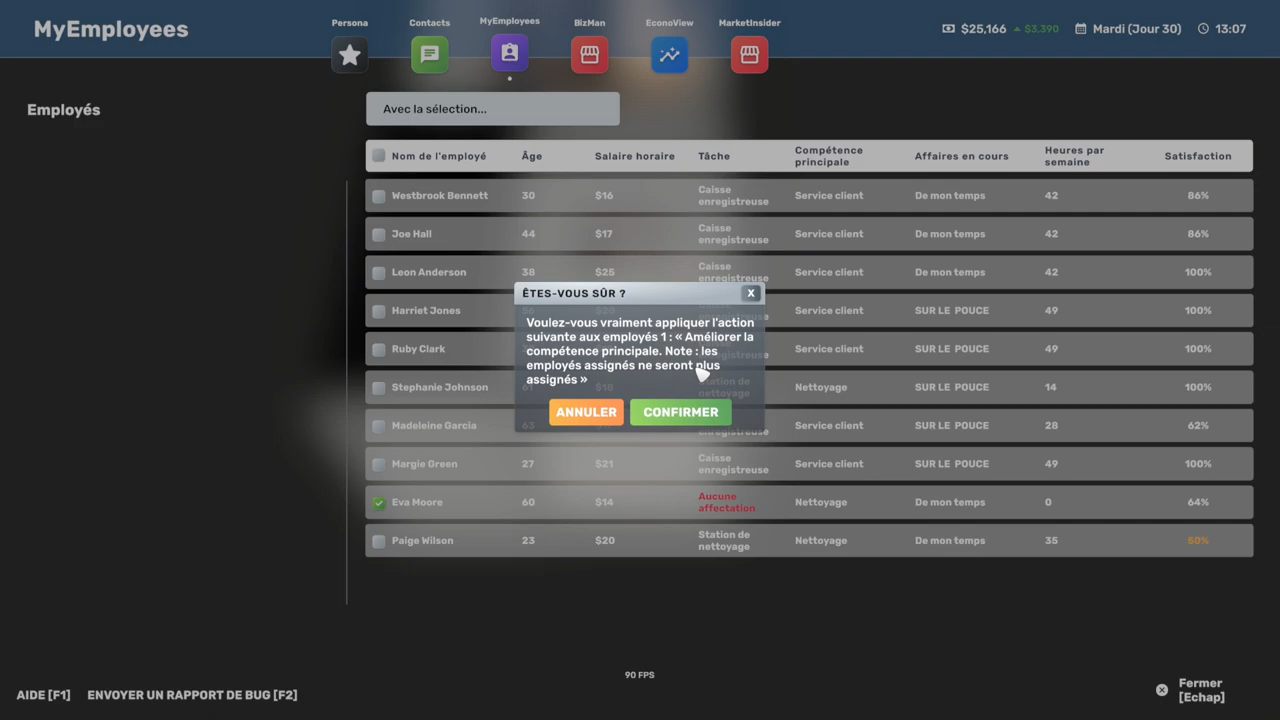 MyEmployees
Persona
Contacts
MyEmployees
BizMan
EconoView
MarketInsider
$25,166 $3,390 Mardi (Jour 30) 13:07
Employés
Avec la sélection...
Nom de l'employé Âge Salaire horaire Tâche Compétence principale Affaires en cours Heures par semaine Satisfaction
Westbrook Bennett 30 $16 Caisse enregistreuse Service client De mon temps 42 86%
Joe Hall 44 $17 Caisse enregistreuse Service client De mon temps 42 86%
Leon Anderson 38 $25 Caisse enregistreuse Service client De mon temps 42 100%
Harriet Jones Service client SUR LE POUCE 49 100%
Ruby Clark Service client SUR LE POUCE 49 100%
Stephanie Johnson 61 $18 Station de nettoyage Nettoyage SUR LE POUCE 14 100%
Madeleine Garcia 63 enregistreuse Service client SUR LE POUCE 28 62%
Margie Green 27 $21 Caisse enregistreuse Service client SUR LE POUCE 49 100%
Eva Moore 60 $14 Aucune affectation Nettoyage De mon temps 0 64%
Paige Wilson 23 $20 Station de nettoyage Nettoyage De mon temps 35 50%
ÊTES-VOUS SÛR ?
X
Voulez-vous vraiment appliquer l'action
suivante aux employés 1 : « Améliorer la
compétence principale. Note : les
employés assignés ne seront plus
assignés »
ANNULER
CONFIRMER
90 FPS
AIDE [F1] ENVOYER UN RAPPORT DE BUG [F2]
Fermer
[Echap]